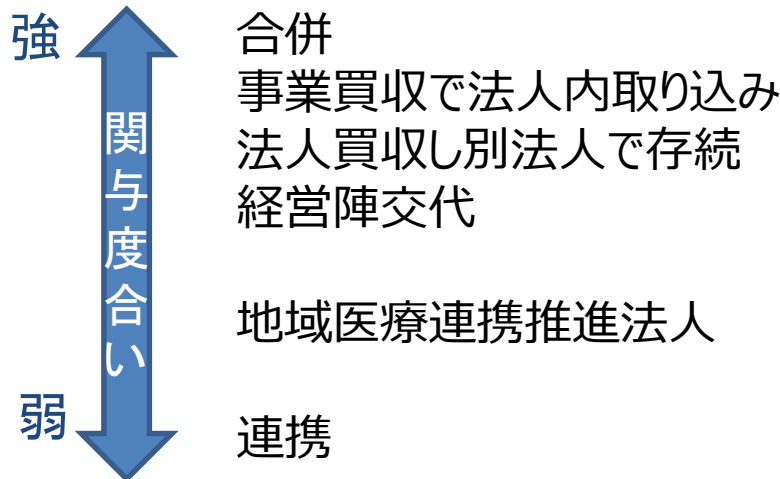 強
関与度合い
弱
合併
事業買収で法人内取り込み
法人買収し別法人で存続
経営陣交代
地域医療連携推進法人
連携